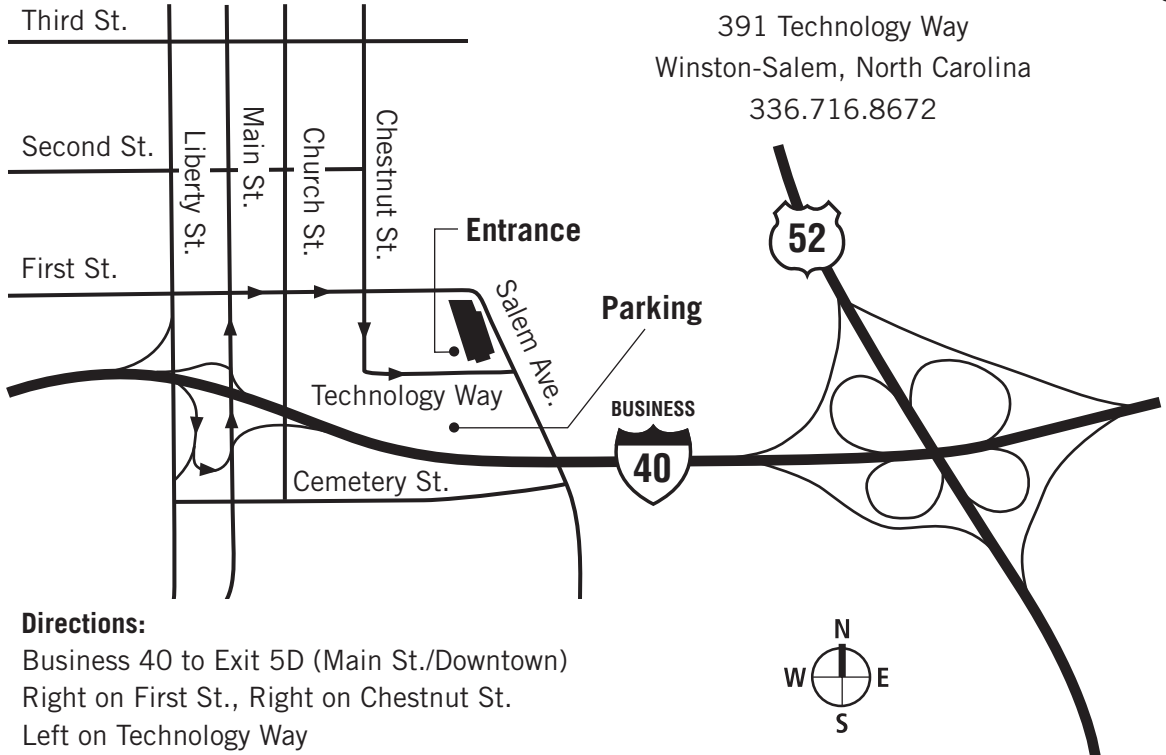 Third St.
391 Technology Way
Winston-Salem, North Carolina
336.716.8672
Second St.
Liberty St.
Main St.
Church St.
Chestnut St.
Entrance
52
First St.
Salem Ave.
Parking
Technology Way
BUSINESS
40
Cemetery St.
Directions:
Business 40 to Exit 5D (Main St./Downtown)
Right on First St., Right on Chestnut St.
Left on Technology Way
N
W E
S